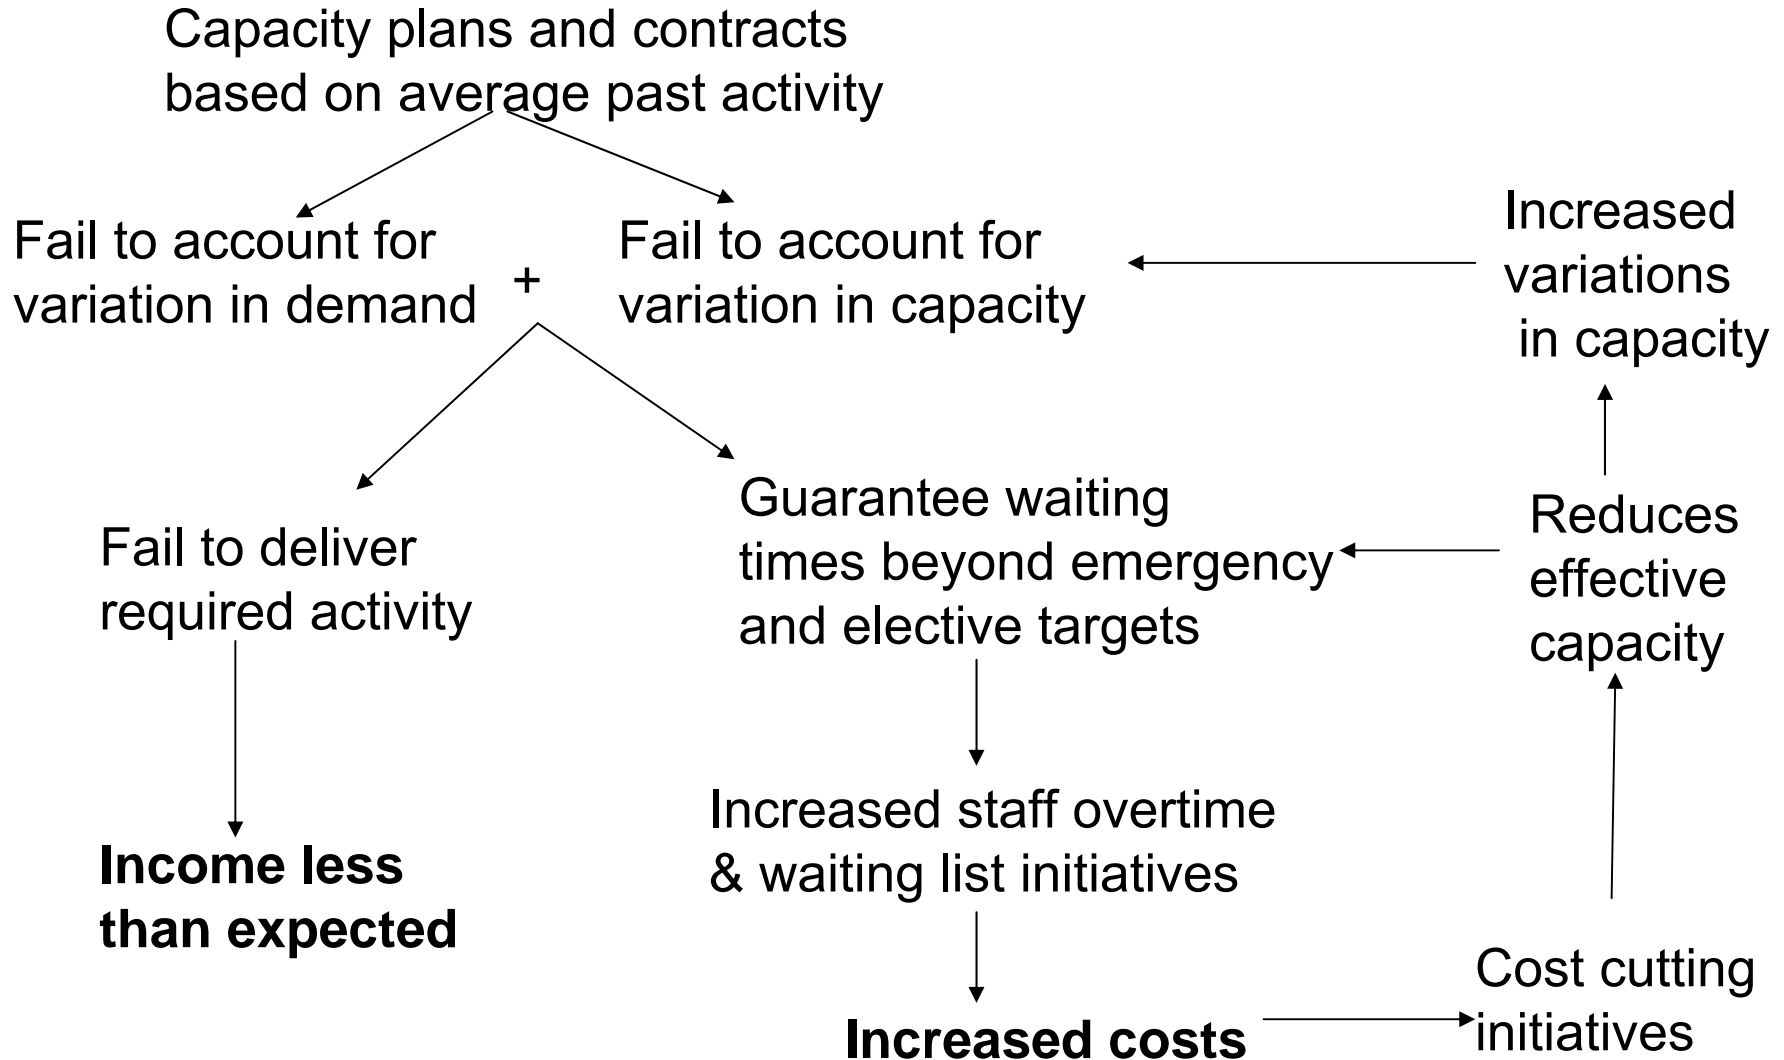 Capacity plans and contracts
based on average past activity
Fail to account for
variation in demand
+
Fail to account for
variation in capacity
Increased
variations
in capacity
Fail to deliver
required activity
Guarantee waiting
times beyond emergency
and elective targets
Reduces
effective
capacity
Income less
than expected
Increased staff overtime
& waiting list initiatives
Increased costs
Cost cutting
initiatives